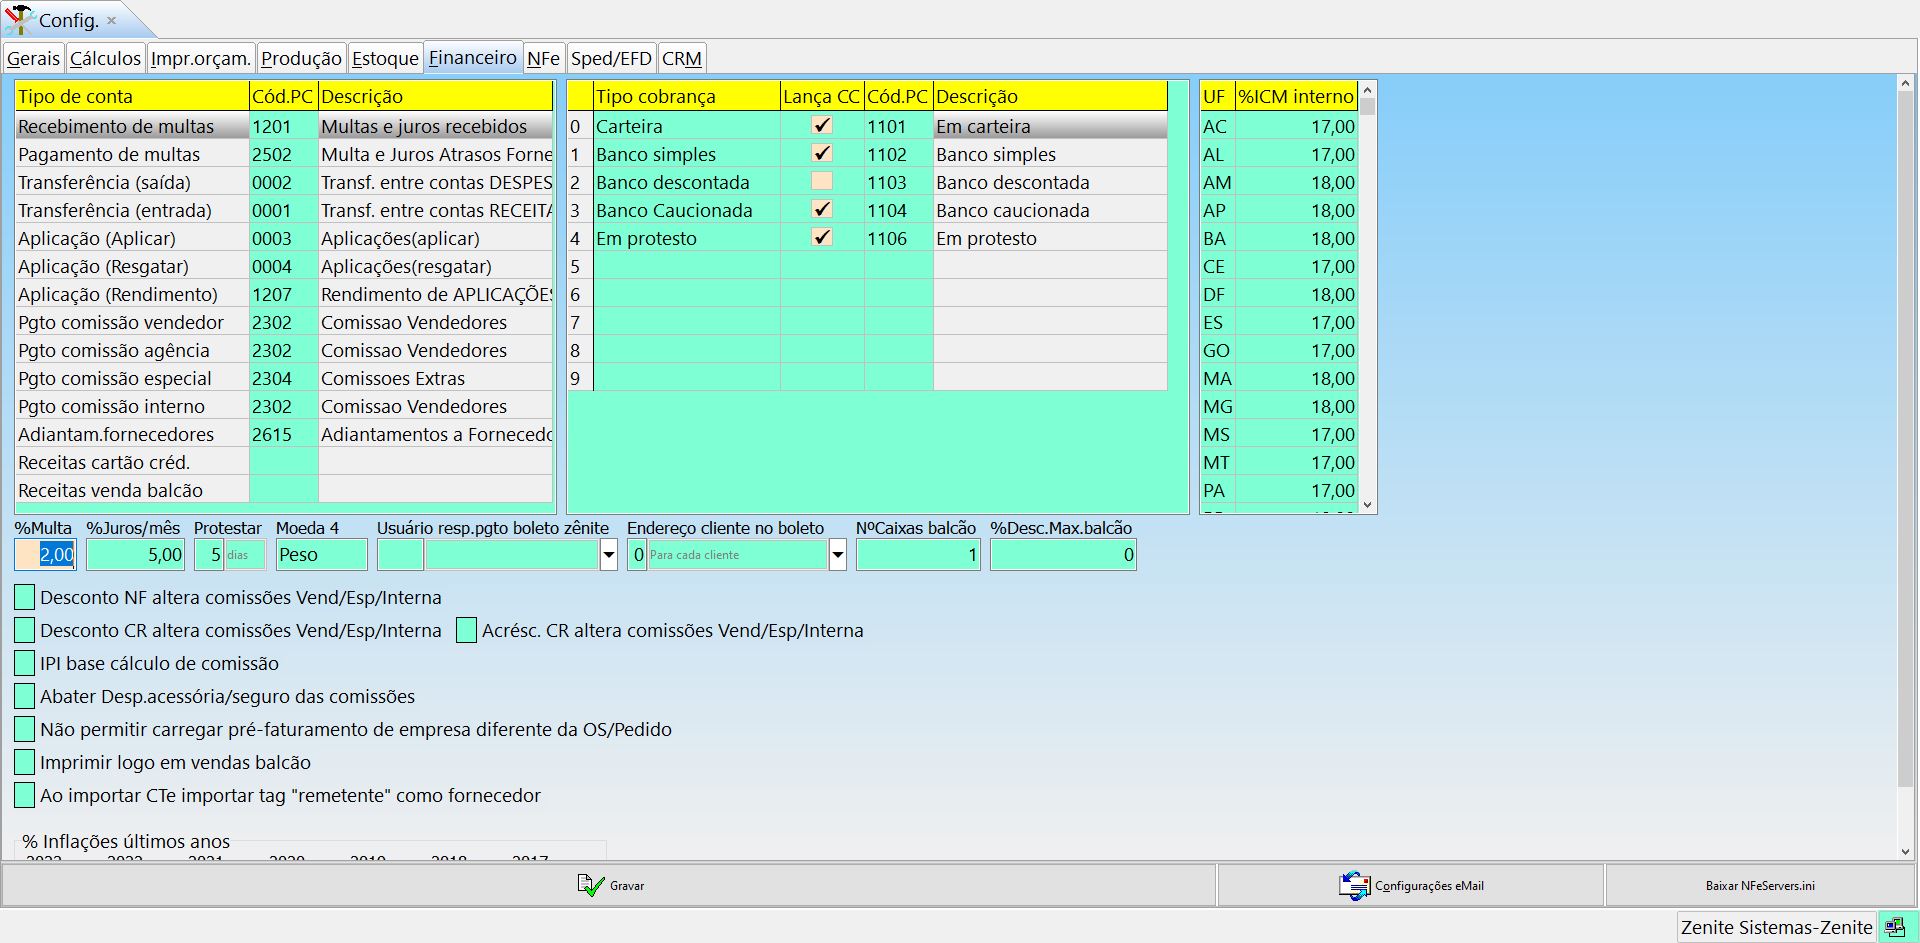 Config. ×
Gerais Cálculos Impr.orçam. Produção Estoque Financeiro NFe Sped/EFD CRM
Tipo de conta Cód.PC Descrição
Recebimento de multas 1201 Multas e juros recebidos
Pagamento de multas 2502 Multa e Juros Atrasos Forne
Transferência (saída) 0002 Transf. entre contas DESPES
Transferência (entrada) 0001 Transf. entre contas RECEITA
Aplicação (Aplicar) 0003 Aplicações(aplicar)
Aplicação (Resgatar) 0004 Aplicações(resgatar)
Aplicação (Rendimento) 1207 Rendimento de APLICAÇÕES
Pgto comissão vendedor 2302 Comissao Vendedores
Pgto comissão agência 2302 Comissao Vendedores
Pgto comissão especial 2304 Comissoes Extras
Pgto comissão interno 2302 Comissao Vendedores
Adiantam.fornecedores 2615 Adiantamentos a Fornecedo
Receitas cartão créd.
Receitas venda balcão
Tipo cobrança Lança CC Cód.PC Descrição
0 Carteira 1101 Em carteira
1 Banco simples 1102 Banco simples
2 Banco descontada 1103 Banco descontada
3 Banco Caucionada 1104 Banco caucionada
4 Em protesto 1106 Em protesto
5
6
7
8
9
UF %ICM interno
AC 17,00
AL 17,00
AM 18,00
AP 18,00
BA 18,00
CE 17,00
DF 18,00
ES 17,00
GO 17,00
MA 18,00
MG 18,00
MS 17,00
MT 17,00
PA 17,00
%Multa %Juros/mês Protestar Moeda 4 Usuário resp.pgto boleto zênite Endereço cliente no boleto NºCaixas balcão %Desc.Max.balcão
2,00 5,00 5 dias Peso 0 Para cada cliente 1 0
Desconto NF altera comissões Vend/Esp/Interna
Desconto CR altera comissões Vend/Esp/Interna Acrésc. CR altera comissões Vend/Esp/Interna
IPI base cálculo de comissão
Abater Desp.acessória/seguro das comissões
Não permitir carregar pré-faturamento de empresa diferente da OS/Pedido
Imprimir logo em vendas balcão
Ao importar CTe importar tag "remetente" como fornecedor
% Inflações últimos anos
Gravar Configurações eMail Baixar NFeServers.ini
Zenite Sistemas-Zenite